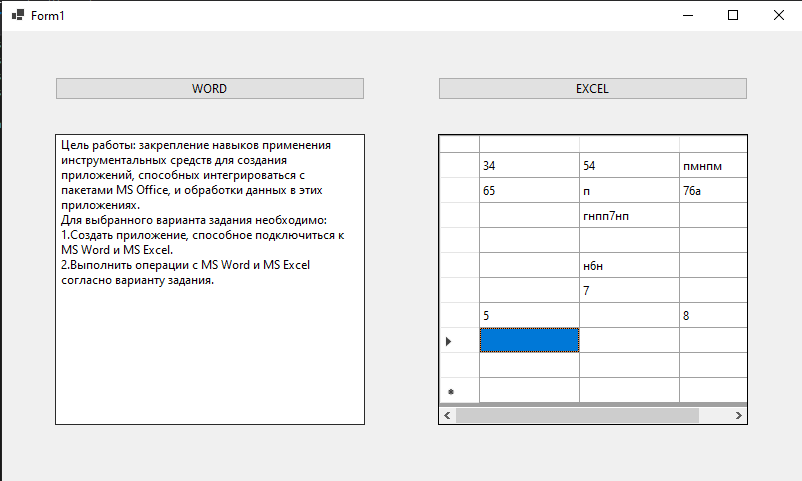 Form1
WORD
EXCEL
Цель работы: закрепление навыков применения
инструментальных средств для создания
приложений, способных интегрироваться с
пакетами MS Office, и обработки данных в этих
приложениях.
Для выбранного варианта задания необходимо:
1.Создать приложение, способное подключиться к
MS Word и MS Excel.
2.Выполнить операции с MS Word и MS Excel
согласно варианту задания.
34 54 пмнпм
65 п 76а
гнпп7нп
н6н
7
5 8